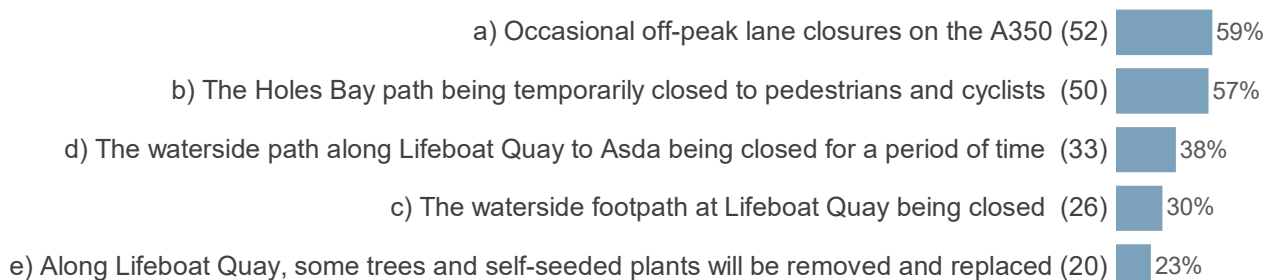 a) Occasional off-peak lane closures on the A350 (52) 59%
b) The Holes Bay path being temporarily closed to pedestrians and cyclists (50) 57%
d) The waterside path along Lifeboat Quay to Asda being closed for a period of time (33) 38%
c) The waterside footpath at Lifeboat Quay being closed (26) 30%
e) Along Lifeboat Quay, some trees and self-seeded plants will be removed and replaced (20) 23%